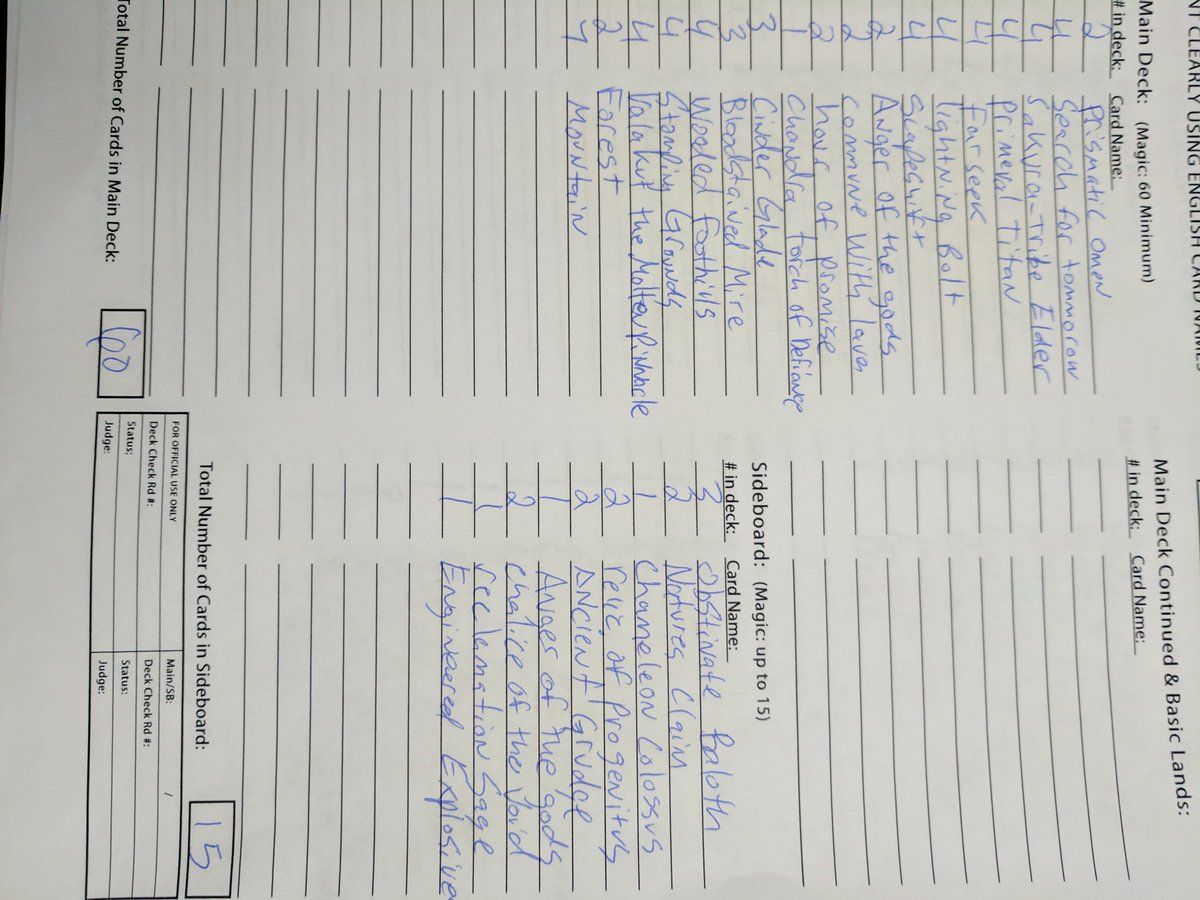 NT CLEARLY USING ENGLISH CARD NAMES
Main Deck: (Magic: 60 Minimum)
# in deck: Card Name:
2 Prismatic omen
4 Search for tommorow
4 Sakura-Tribe Elder
4 Primeval Titan
4 Farseek
4 lightning Bolt
4 Scapeshift
2 Anger of the gods
2 commune with lava
2 hour of promise
1 Chandra torch of Defiance
3 Cinder Glade
3 Bloodstained Mire
4 Wooded foothills
4 Stamping Grounds
4 Valakut the Molten Pinnacle
2 Forest
7 Mountain
Total Number of Cards in Main Deck: 60
Main Deck Continued & Basic Lands:
# in deck: Card Name:
Sideboard: (Magic: up to 15)
# in deck: Card Name:
3 Obstinate Baloth
2 Natures Claim
1 Chameleon Colossus
2 relic of Progenitus
2 Ancient Grudge
1 Anger of the gods
2 chalice of the Void
1 reclamation Sage
1 Engineered Explosive
Total Number of Cards in Sideboard: 15
FOR OFFICIAL USE ONLY
Main/SB: /
Deck Check Rd #:
Deck Check Rd #:
Status:
Status:
Judge:
Judge: